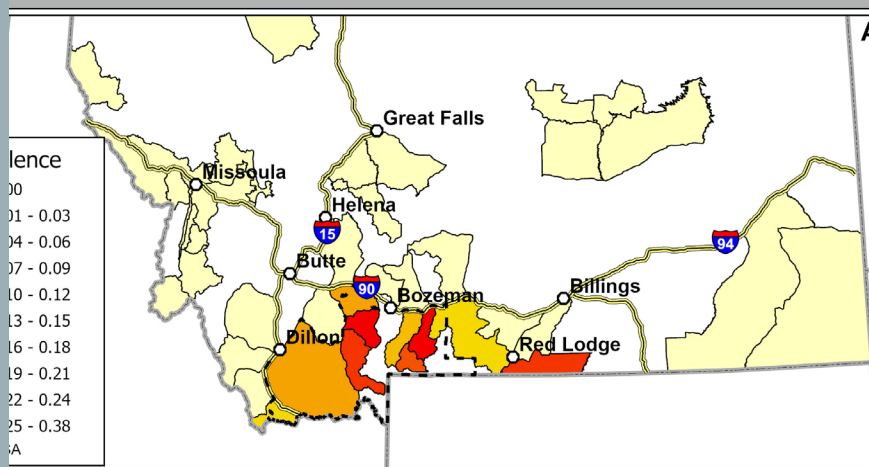 A
Great Falls
lence
Missoula
00
01 - 0.03
Helena
04 - 0.06
15
94
07 - 0.09
Butte
90
Billings
10 - 0.12
Bozeman
13 - 0.15
Dillon
16 - 0.18
Red Lodge
19 - 0.21
22 - 0.24
25 - 0.38
SA